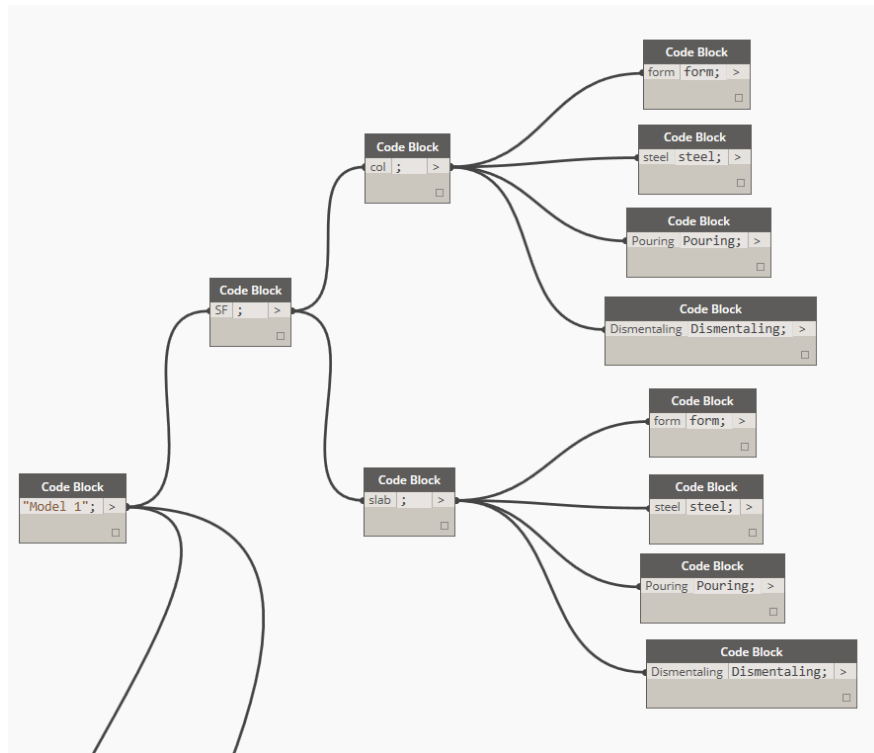 Code Block
form form; >
Code Block
steel steel; >
Code Block
col ; >
Code Block
Pouring Pouring; >
Code Block
SF ; >
Code Block
Dismentaling Dismentaling; >
Code Block
form form; >
Code Block
slab ; >
Code Block
"Model 1"; >
Code Block
steel steel; >
Code Block
Pouring Pouring; >
Code Block
Dismentaling Dismentaling; >